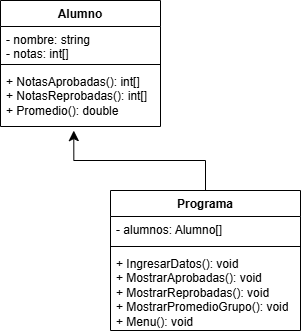 Alumno
- nombre: string
- notas: int[]
+ NotasAprobadas(): int[]
+ NotasReprobadas(): int[]
+ Promedio(): double
Programa
- alumnos: Alumno[]
+ IngresarDatos(): void
+ MostrarAprobadas(): void
+ MostrarReprobadas(): void
+ MostrarPromedioGrupo(): void
+ Menu(): void